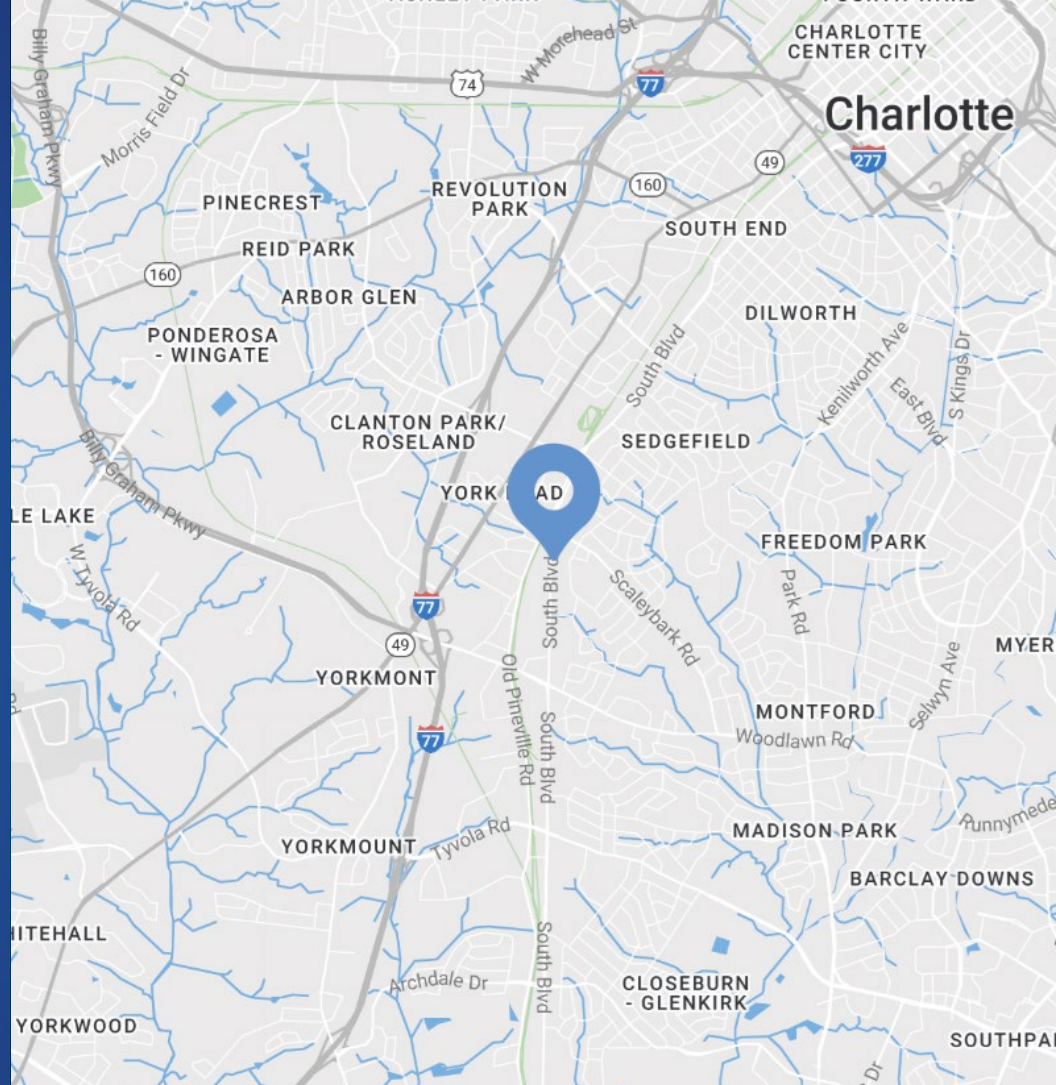 CHARLOTTE
CENTER CITY
W Morehead St
Billy Graham Pkwy
74
77
Morris Field Dr
Charlotte
49
277
160
REVOLUTION
PARK
PINECREST
SOUTH END
REID PARK
160
ARBOR GLEN
DILWORTH
PONDEROSA
- WINGATE
Kenilworth Ave
S Kings Dr
South Blvd
East Blvd
CLANTON PARK/
ROSELAND
SEDGEFIELD
Billy Graham Pkwy
YORK
LE LAKE
FREEDOM PARK
W Tyvola Rd
South Blvd
Scaleybark Rd
Park Rd
77
49
MYER
YORKMONT
Old Pineville Rd
Selwyn Ave
MONTFORD
77
Woodlawn Rd
South Blvd
Runnymede
MADISON PARK
Tyvola Rd
YORKMOUNT
BARCLAY DOWNS
HITEHALL
South Blvd
Archdale Dr
CLOSEBURN
- GLENKIRK
YORKWOOD
SOUTHPA
Dr